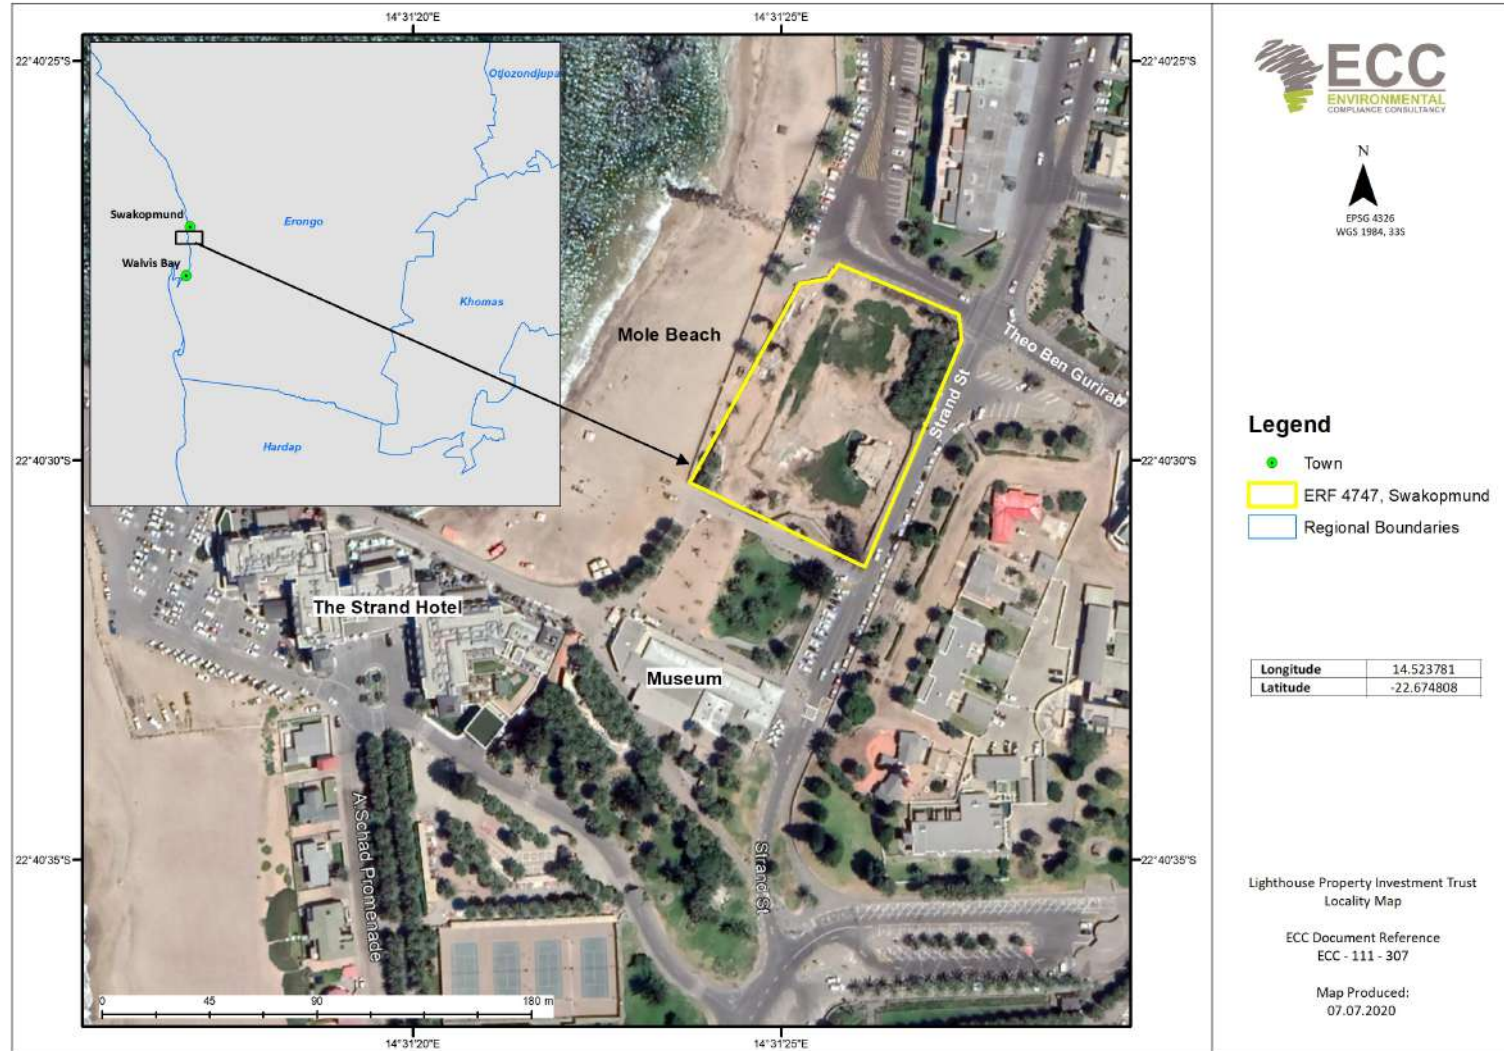 14°31'20"E
14°31'25"E
22°40'25"S
22°40'25"S
Otjozondjupa
Swakopmund
Erongo
Walvis Bay
Khomas
Hardap
Mole Beach
Theo Ben Gurirab
Strand St
22°40'30"S
22°40'30"S
The Strand Hotel
Museum
A Schad Promenade
Strand St
22°40'35"S
22°40'35"S
0 45 90 180 m
14°31'20"E
14°31'25"E
ECC
ENVIRONMENTAL
COMPLIANCE CONSULTANCY
N
EPSG 4326
WGS 1984, 33S
Legend
Town
ERF 4747, Swakopmund
Regional Boundaries
Longitude 14.523781
Latitude -22.674808
Lighthouse Property Investment Trust
Locality Map
ECC Document Reference
ECC - 111 - 307
Map Produced:
07.07.2020